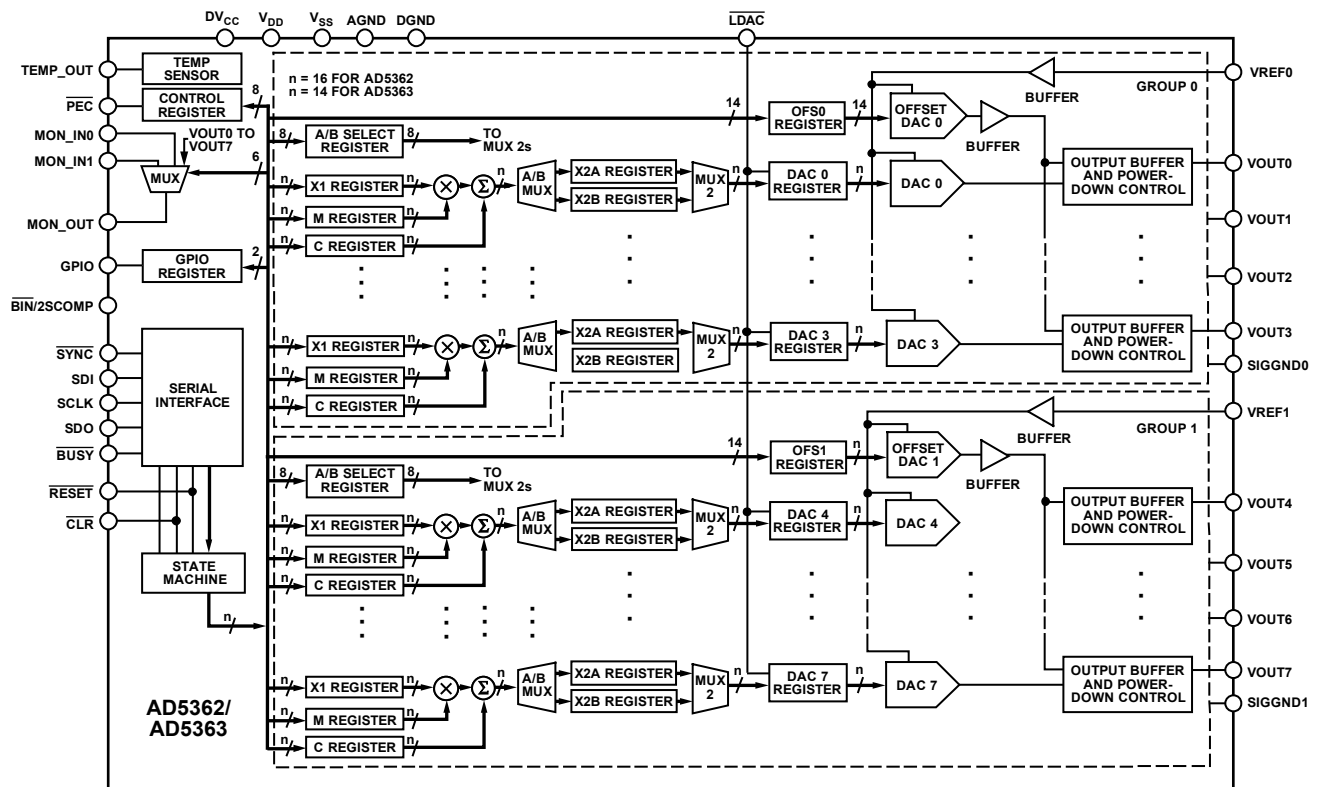 DVCC VDD VSS AGND DGND LDAC
TEMP_OUT
TEMP
SENSOR
PEC
CONTROL
REGISTER
8
MON_IN0
MON_IN1
VOUT0 TO
VOUT7
MUX
6
MON_OUT
GPIO
GPIO
REGISTER
2
BIN/2SCOMP
SYNC
SDI
SCLK
SDO
BUSY
SERIAL
INTERFACE
RESET
CLR
STATE
MACHINE
n
AD5362/
AD5363
n = 16 FOR AD5362
n = 14 FOR AD5363
8
A/B SELECT
REGISTER
8
TO
MUX 2s
14
OFS0
REGISTER
14
OFFSET
DAC 0
BUFFER
BUFFER
GROUP 0
VREF0
n
X1 REGISTER
n
×
Σ
n
A/B
MUX
X2A REGISTER
X2B REGISTER
MUX
2
n
DAC 0
REGISTER
n
DAC 0
OUTPUT BUFFER
AND POWER-
DOWN CONTROL
VOUT0
n
M REGISTER
n
n
C REGISTER
n
VOUT1
VOUT2
n
X1 REGISTER
n
×
Σ
n
A/B
MUX
X2A REGISTER
X2B REGISTER
MUX
2
n
DAC 3
REGISTER
n
DAC 3
OUTPUT BUFFER
AND POWER-
DOWN CONTROL
VOUT3
n
M REGISTER
n
n
C REGISTER
n
SIGGND0
VREF1
BUFFER
GROUP 1
14
OFS1
REGISTER
n
OFFSET
DAC 1
BUFFER
8
A/B SELECT
REGISTER
8
TO
MUX 2s
n
X1 REGISTER
n
×
Σ
n
A/B
MUX
X2A REGISTER
X2B REGISTER
MUX
2
n
DAC 4
REGISTER
n
DAC 4
OUTPUT BUFFER
AND POWER-
DOWN CONTROL
VOUT4
n
M REGISTER
n
n
C REGISTER
n
VOUT5
VOUT6
n
X1 REGISTER
n
×
Σ
n
A/B
MUX
X2A REGISTER
X2B REGISTER
MUX
2
n
DAC 7
REGISTER
n
DAC 7
OUTPUT BUFFER
AND POWER-
DOWN CONTROL
VOUT7
n
M REGISTER
n
n
C REGISTER
n
SIGGND1